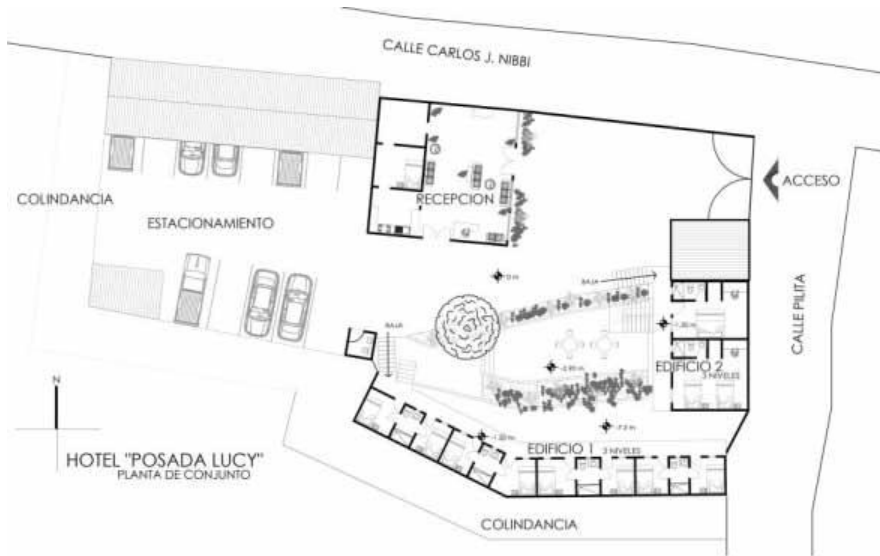 CALLE CARLOS J. NIBBI
ACCESO
COLINDANCIA
RECEPCION
ESTACIONAMIENTO
0 m
BAJA
CALLE PILITA
BAJA
EDIFICIO 2
3 NIVELES
N
EDIFICIO 1
3 NIVELES
HOTEL "POSADA LUCY"
PLANTA DE CONJUNTO
COLINDANCIA